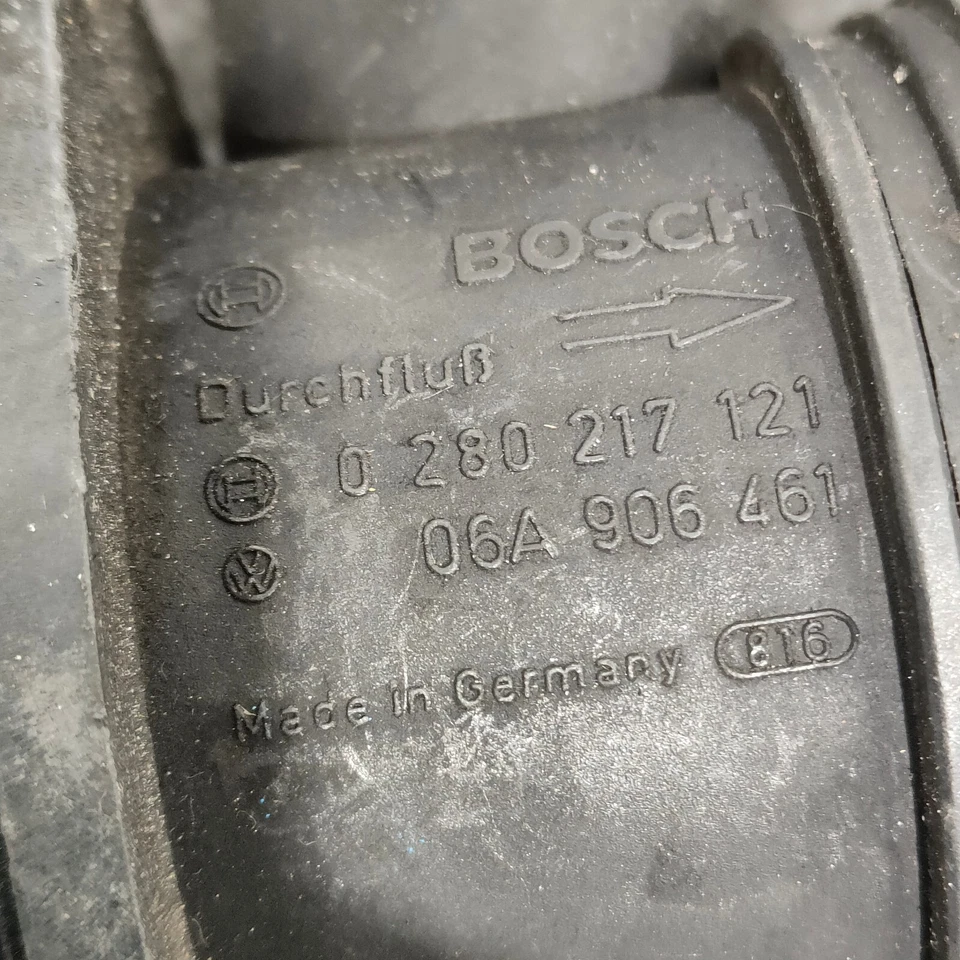 BOSCH
Durchfluß
0 280 217 121
06A 906 461
Made in Germany 816